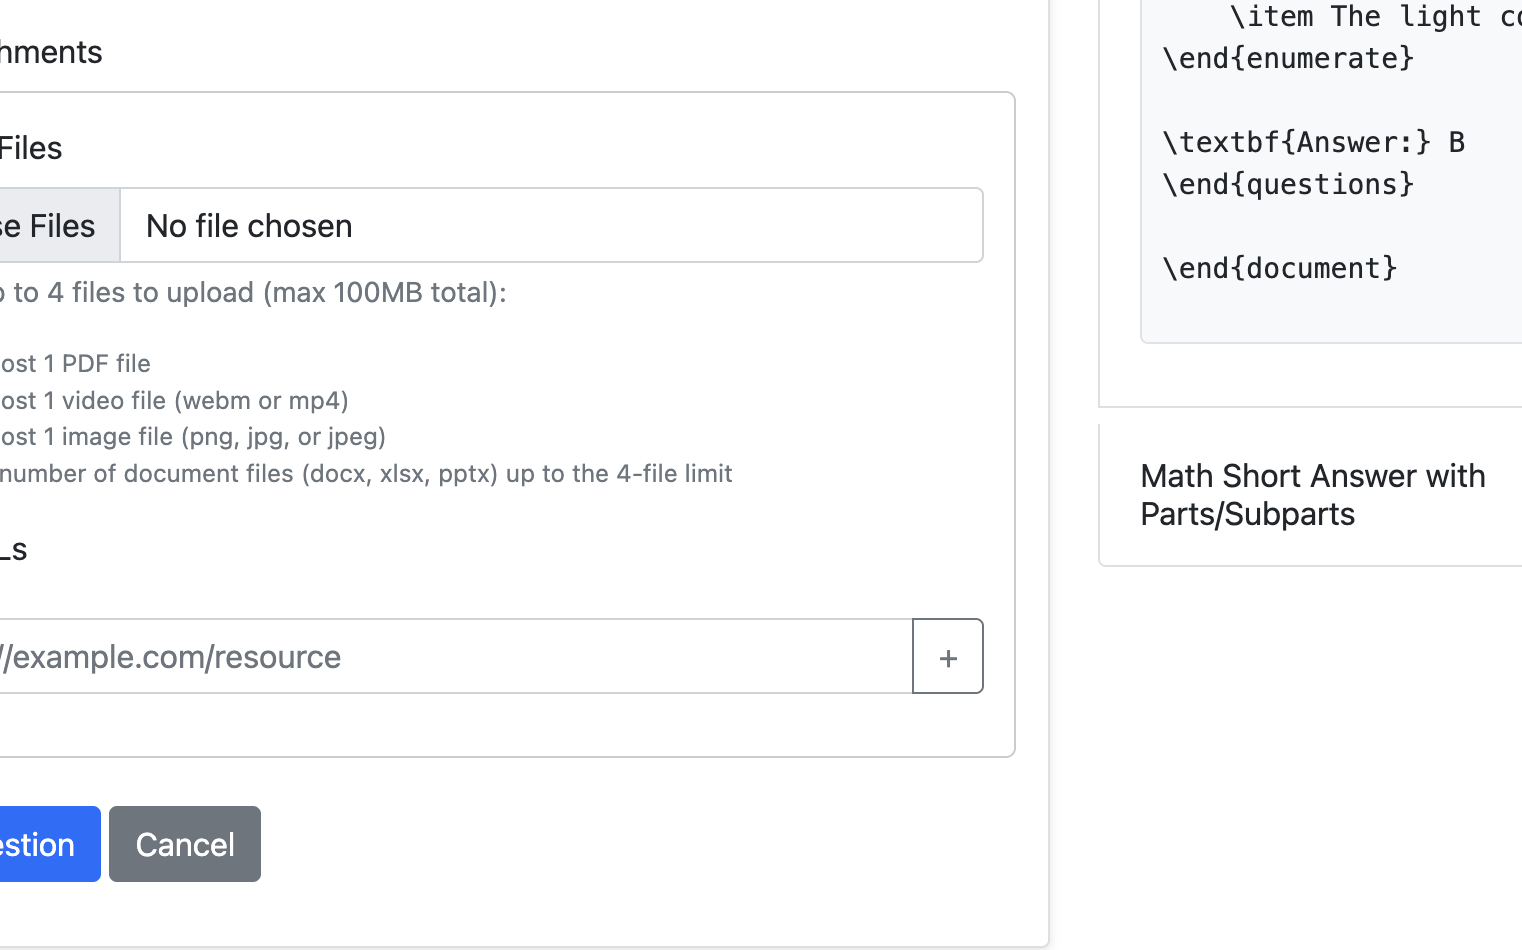 hments
Files
se Files
No file chosen
p to 4 files to upload (max 100MB total):
ost 1 PDF file
ost 1 video file (webm or mp4)
ost 1 image file (png, jpg, or jpeg)
number of document files (docx, xlsx, pptx) up to the 4-file limit
Ls
//example.com/resource
+
estion
Cancel
\item The light co
\end{enumerate}
\textbf{Answer:} B
\end{questions}
\end{document}
Math Short Answer with
Parts/Subparts